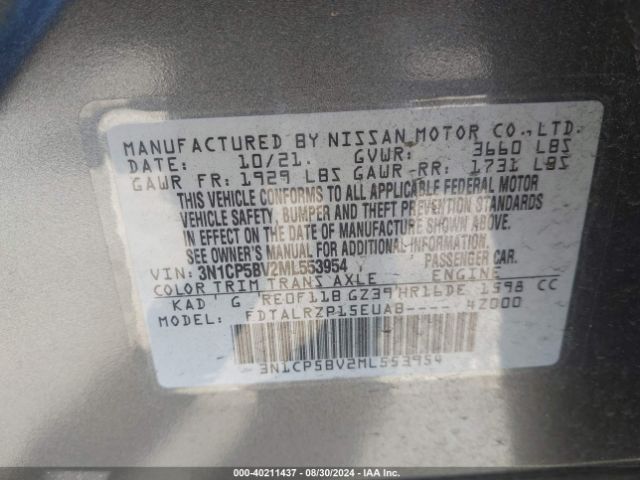 MANUFACTURED BY NISSAN MOTOR CO., LTD.
DATE: 10/21. GVWR: 3660 LBS
GAWR FR: 1929 LBS GAWR RR: 1731 LBS
THIS VEHICLE CONFORMS TO ALL APPLICABLE FEDERAL MOTOR
VEHICLE SAFETY, BUMPER AND THEFT PREVENTION STANDARDS
IN EFFECT ON THE DATE OF MANUFACTURE SHOWN ABOVE.
SEE OWNER'S MANUAL FOR ADDITIONAL INFORMATION.
VIN: 3N1CP5BV2ML553954 , PASSENGER CAR.
COLOR TRIM TRANS AXLE ENGINE
KAD G RE0F11B GZ39 HR16DE 1598 CC
MODEL: FDTALRZP15EUAB---- 42000
3N1CP5BV2ML553954
000-40211437 - 08/30/2024 - IAA Inc.